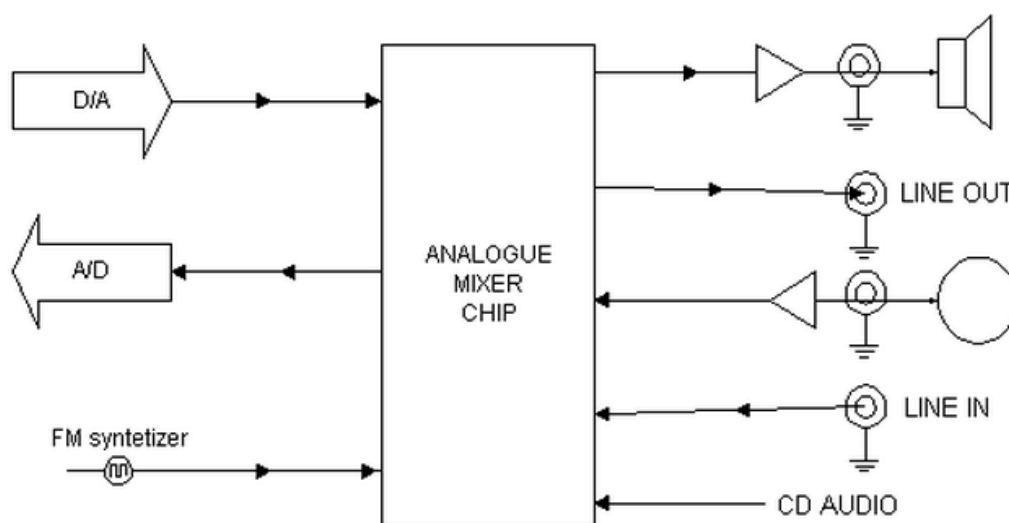 D/A
LINE OUT
A/D
ANALOGUE
MIXER
CHIP
LINE IN
FM syntetizer
CD AUDIO